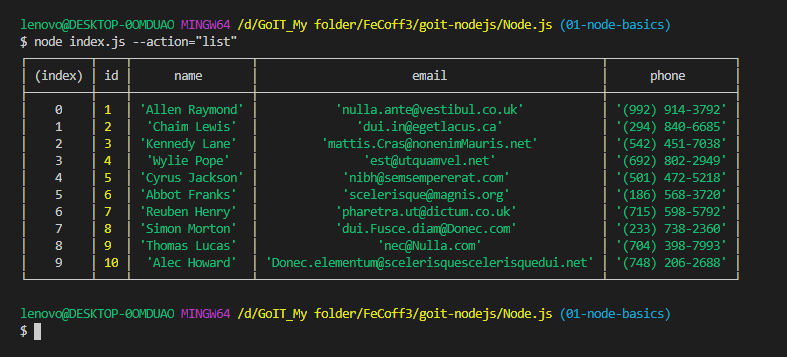 lenovo@DESKTOP-0OMDUAO MINGW64 /d/GoIT_My folder/FeCoff3/goit-nodejs/Node.js (01-node-basics)
$ node index.js --action="list"
(index) id name email phone
0 1 'Allen Raymond' 'nulla.ante@vestibul.co.uk' '(992) 914-3792'
1 2 'Chaim Lewis' 'dui.in@egetlacus.ca' '(294) 840-6685'
2 3 'Kennedy Lane' 'mattis.Cras@nonenimMauris.net' '(542) 451-7038'
3 4 'Wylie Pope' 'est@utquamvel.net' '(692) 802-2949'
4 5 'Cyrus Jackson' 'nibh@semsempererat.com' '(501) 472-5218'
5 6 'Abbot Franks' 'scelerisque@magnis.org' '(186) 568-3720'
6 7 'Reuben Henry' 'pharetra.ut@dictum.co.uk' '(715) 598-5792'
7 8 'Simon Morton' 'dui.Fusce.diam@Donec.com' '(233) 738-2360'
8 9 'Thomas Lucas' 'nec@Nulla.com' '(704) 398-7993'
9 10 'Alec Howard' 'Donec.elementum@scelerisquescelerisquedui.net' '(748) 206-2688'
lenovo@DESKTOP-0OMDUAO MINGW64 /d/GoIT_My folder/FeCoff3/goit-nodejs/Node.js (01-node-basics)
$